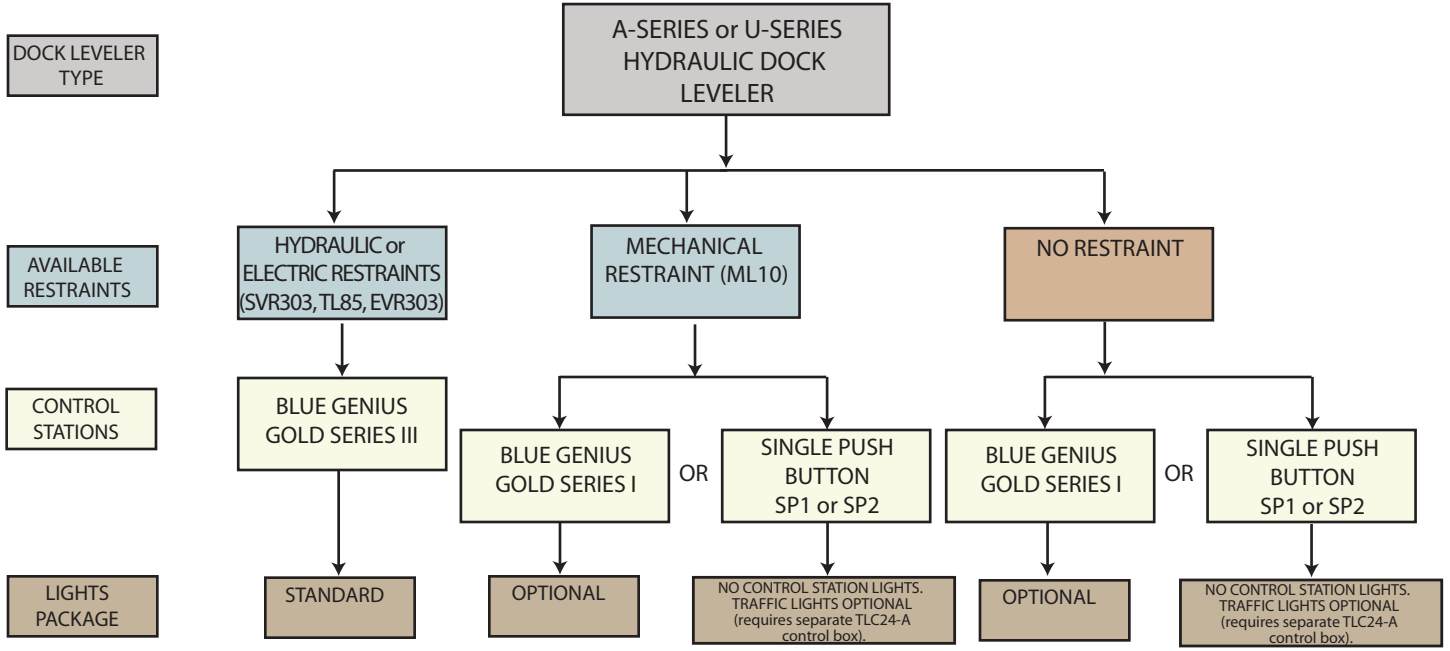 DOCK LEVELER
TYPE
A-SERIES or U-SERIES
HYDRAULIC DOCK
LEVELER
AVAILABLE
RESTRAINTS
HYDRAULIC or
ELECTRIC RESTRAINTS
(SVR303, TL85, EVR303)
MECHANICAL
RESTRAINT (ML10)
NO RESTRAINT
CONTROL
STATIONS
BLUE GENIUS
GOLD SERIES III
BLUE GENIUS
GOLD SERIES I
OR
SINGLE PUSH
BUTTON
SP1 or SP2
BLUE GENIUS
GOLD SERIES I
OR
SINGLE PUSH
BUTTON
SP1 or SP2
LIGHTS
PACKAGE
STANDARD
OPTIONAL
NO CONTROL STATION LIGHTS.
TRAFFIC LIGHTS OPTIONAL
(requires separate TLC24-A
control box).
OPTIONAL
NO CONTROL STATION LIGHTS.
TRAFFIC LIGHTS OPTIONAL
(requires separate TLC24-A
control box).